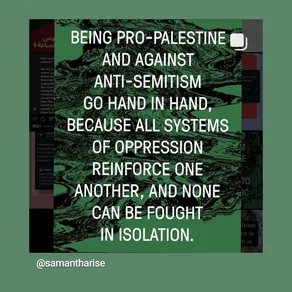 BEING PRO-PALESTINE
AND AGAINST
ANTI-SEMITISM
GO HAND IN HAND,
BECAUSE ALL SYSTEMS
OF OPPRESSION
REINFORCE ONE
ANOTHER, AND NONE
CAN BE FOUGHT
IN ISOLATION.
@samantharise